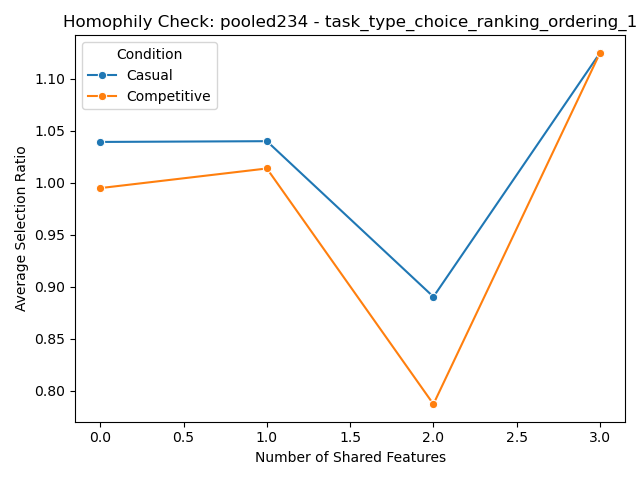 Homophily Check: pooled234 - task_type_choice_ranking_ordering_1
Condition
Casual
Competitive
Average Selection Ratio
1.10
1.05
1.00
0.95
0.90
0.85
0.80
0.0 0.5 1.0 1.5 2.0 2.5 3.0
Number of Shared Features